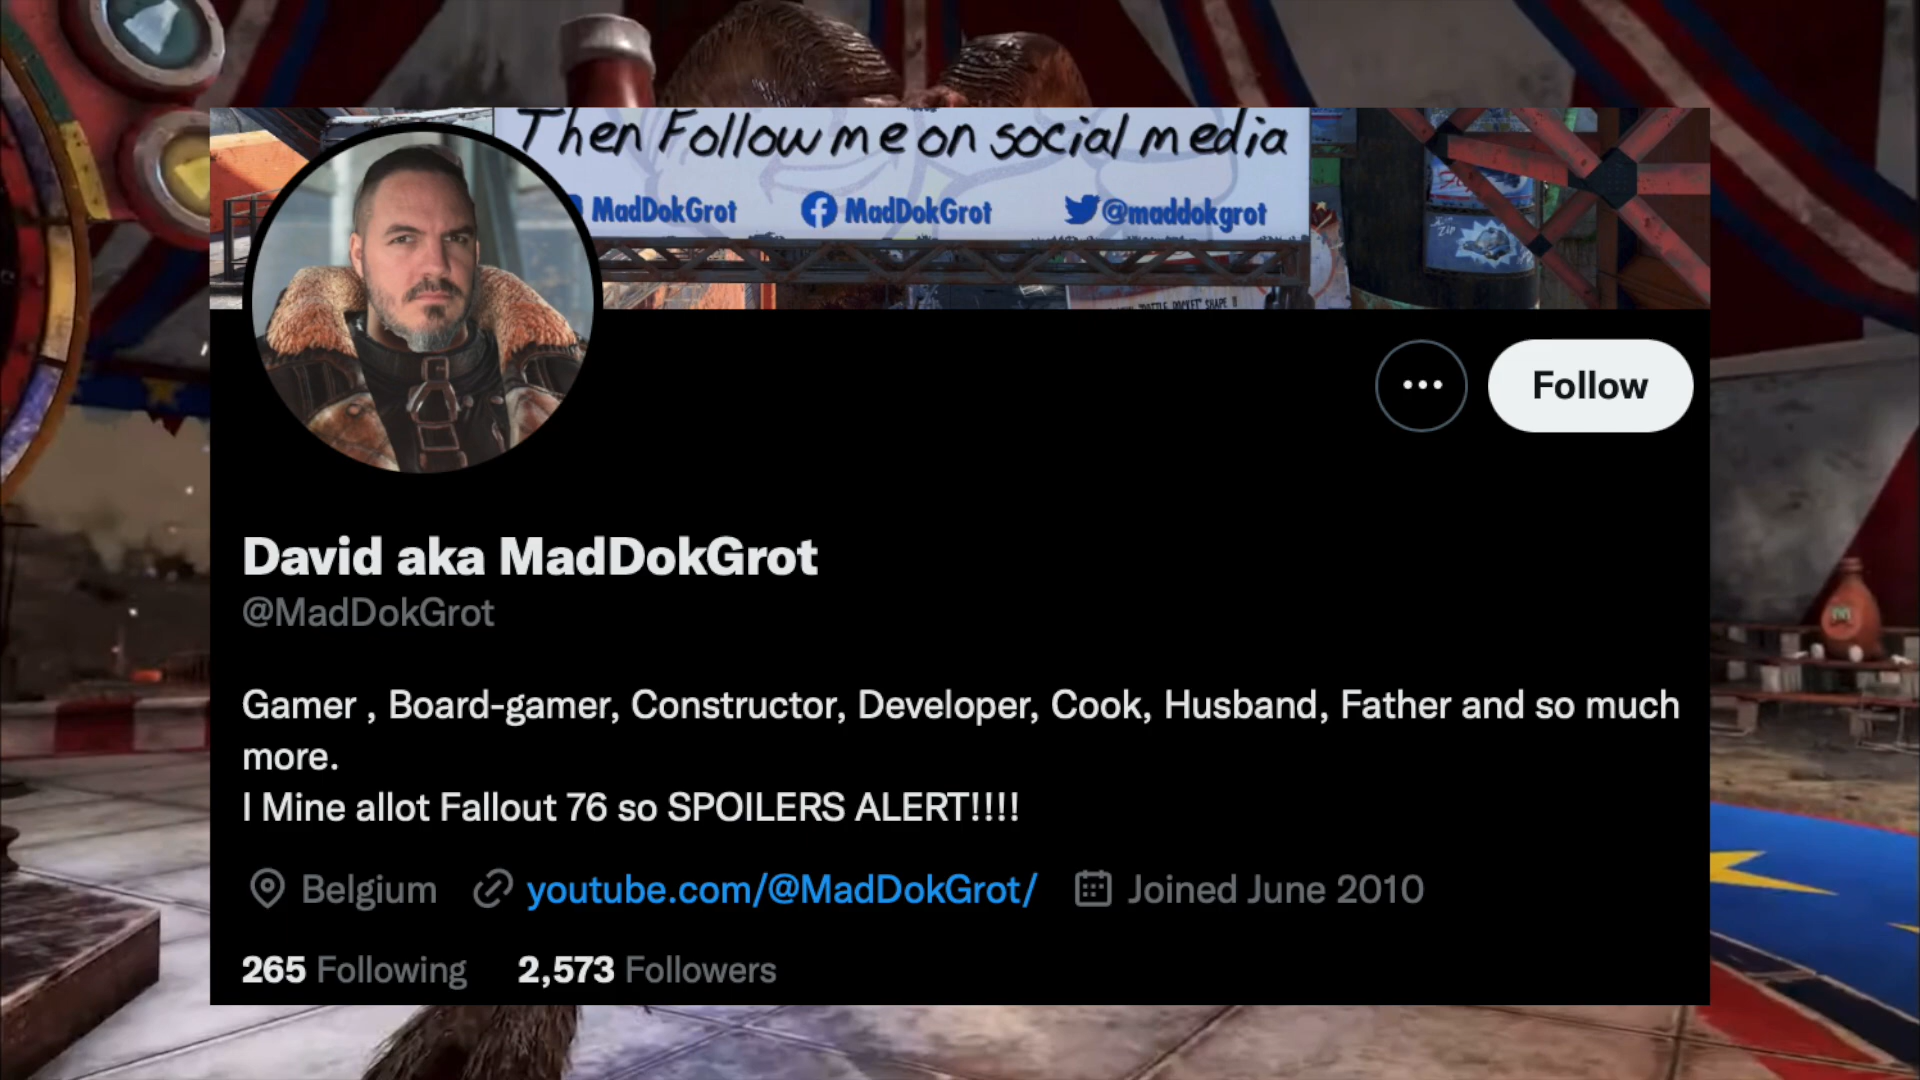 Then Follow me on social media
MadDokGrot MadDokGrot @maddokgrot
Follow
David aka MadDokGrot
@MadDokGrot
Gamer , Board-gamer, Constructor, Developer, Cook, Husband, Father and so much
more.
I Mine allot Fallout 76 so SPOILERS ALERT!!!!
Belgium youtube.com/@MadDokGrot/ Joined June 2010
265 Following 2,573 Followers